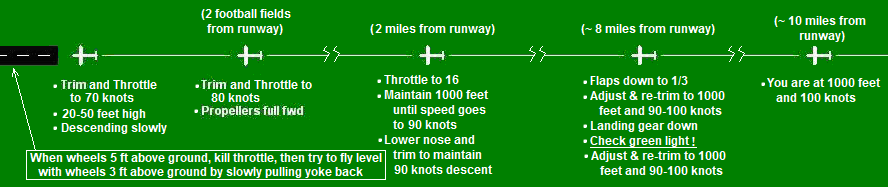 (2 football fields
from runway)
(2 miles from runway)
(~ 8 miles from runway)
(~ 10 miles from
runway)
• Trim and Throttle
to 70 knots
• 20-50 feet high
• Descending slowly
• Trim and Throttle to
80 knots
• Propellers full fwd
• Throttle to 16
• Maintain 1000 feet
until speed goes
to 90 knots
• Lower nose and
trim to maintain
90 knots descent
• Flaps down to 1/3
• Adjust & re-trim to 1000
feet and 90-100 knots
• Landing gear down
• Check green light !
• Adjust & re-trim to 1000
feet and 90-100 knots
• You are at 1000 feet
and 100 knots
When wheels 5 ft above ground, kill throttle, then try to fly level
with wheels 3 ft above ground by slowly pulling yoke back